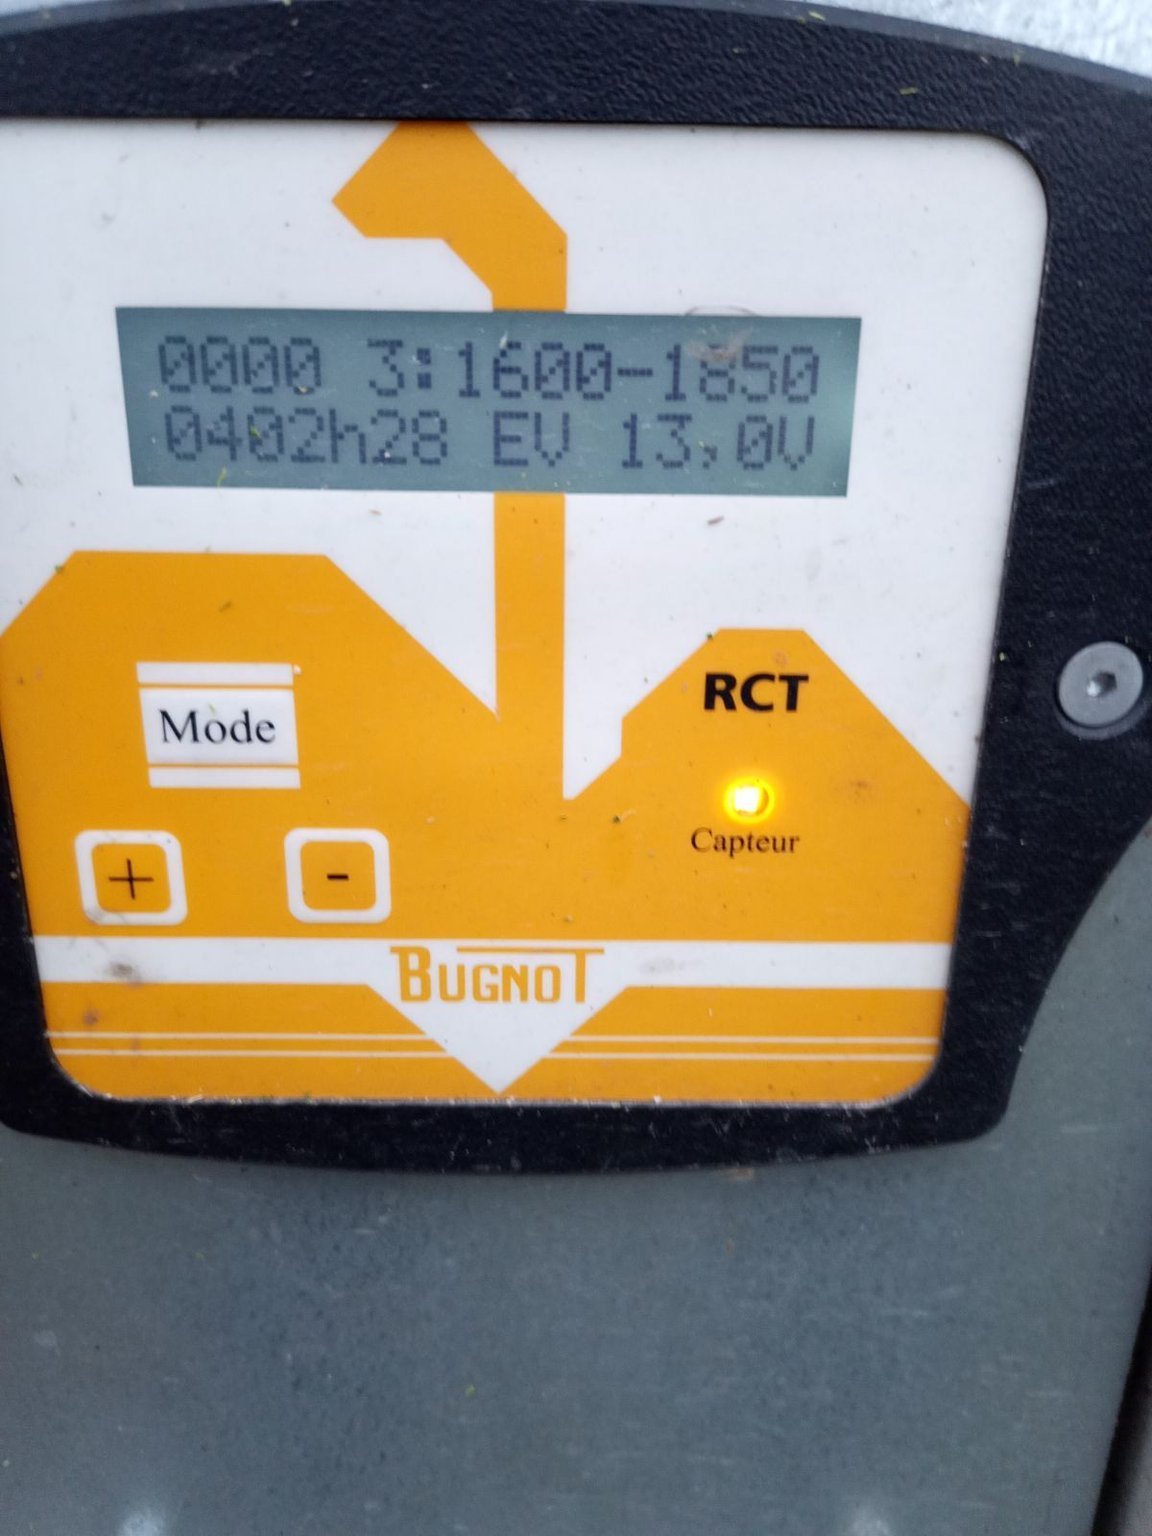 0000 3:1600-1850
0402h28 EV 13,0V
RCT
Mode
Capteur
+ -
BUGNOT